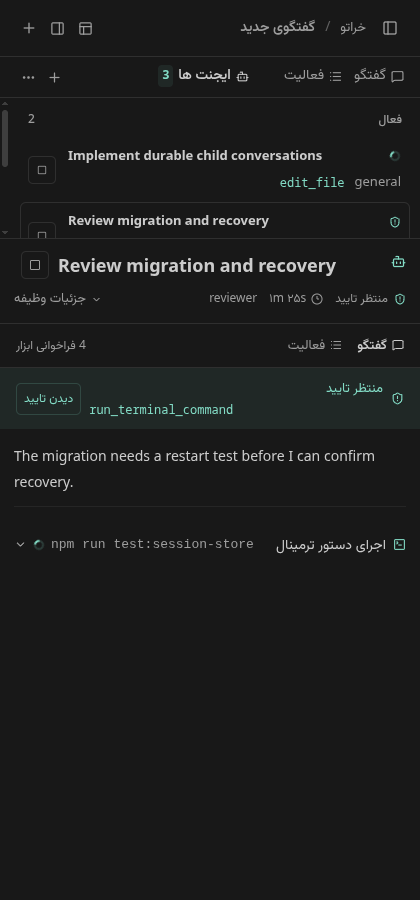 خراتو / گفتگوی جدید
گفتگو فعالیت ایجنت ها 3
فعال 2
Implement durable child conversations
general edit_file
Review migration and recovery
Review migration and recovery
منتظر تایید 1m ۲۵s reviewer جزئیات وظیفه
گفتگو فعالیت 4 فراخوانی ابزار
منتظر تایید
run_terminal_command
دیدن تایید
The migration needs a restart test before I can confirm
recovery.
اجرای دستور ترمینال npm run test:session-store